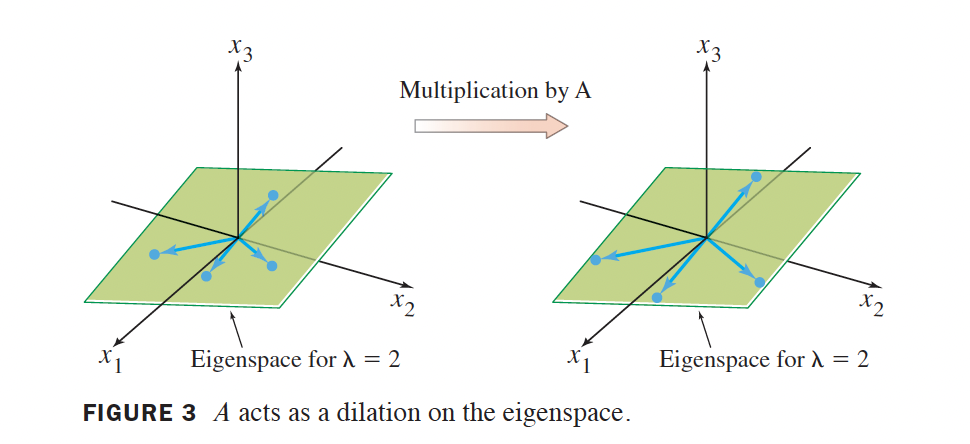 x3
x3
Multiplication by A
x2
x2
x1
Eigenspace for λ = 2
x1
Eigenspace for λ = 2
FIGURE 3 A acts as a dilation on the eigenspace.